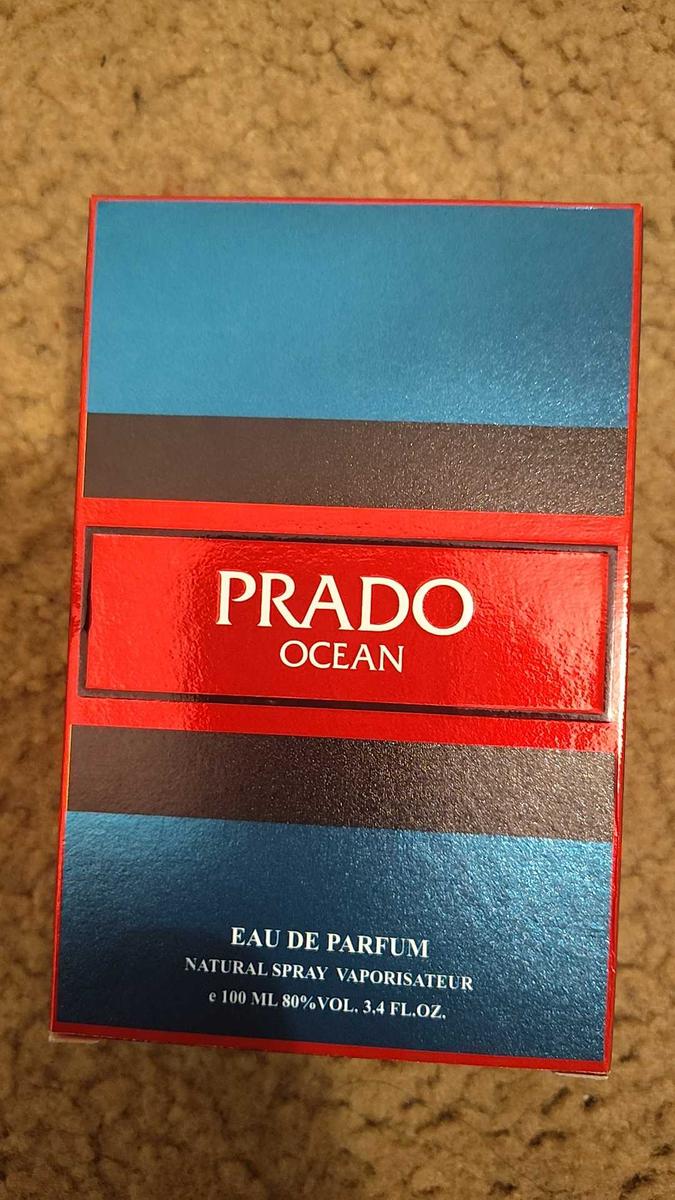 PRADO
OCEAN
EAU DE PARFUM
NATURAL SPRAY VAPORISATEUR
e 100 ML 80%VOL. 3.4 FL.OZ.